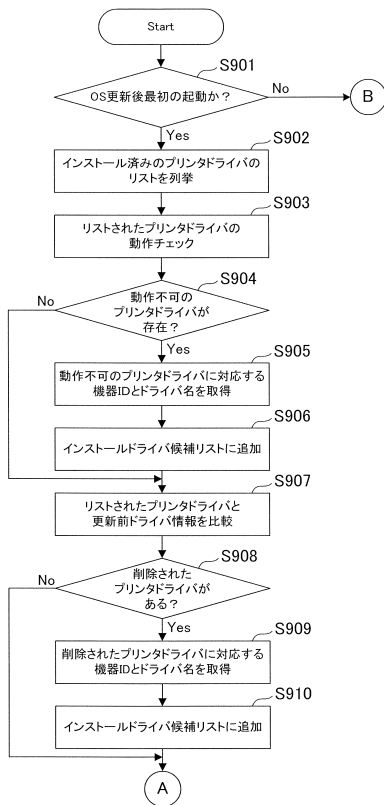 Start
S901
OS更新後最初の起動か?
No
B
Yes
S902
インストール済みのプリンタドライバの
リストを列挙
S903
リストされたプリンタドライバの
動作チェック
S904
No
動作不可の
プリンタドライバが
存在?
Yes
S905
動作不可のプリンタドライバに対応する
機器IDとドライバ名を取得
S906
インストールドライバ候補リストに追加
S907
リストされたプリンタドライバと
更新前ドライバ情報を比較
S908
No
削除された
プリンタドライバが
ある?
Yes
S909
削除されたプリンタドライバに対応する
機器IDとドライバ名を取得
S910
インストールドライバ候補リストに追加
A